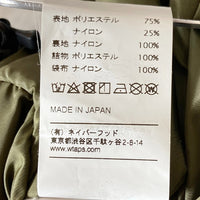 表地 ポリエステル 75%
ナイロン 25%
裏地 ナイロン 100%
詰物 ポリエステル 100%
袋布 ナイロン 100%
MADE IN JAPAN
(有) ネイバーフッド
東京都渋谷区千駄ヶ谷 2-8-14
www.wtaps.com